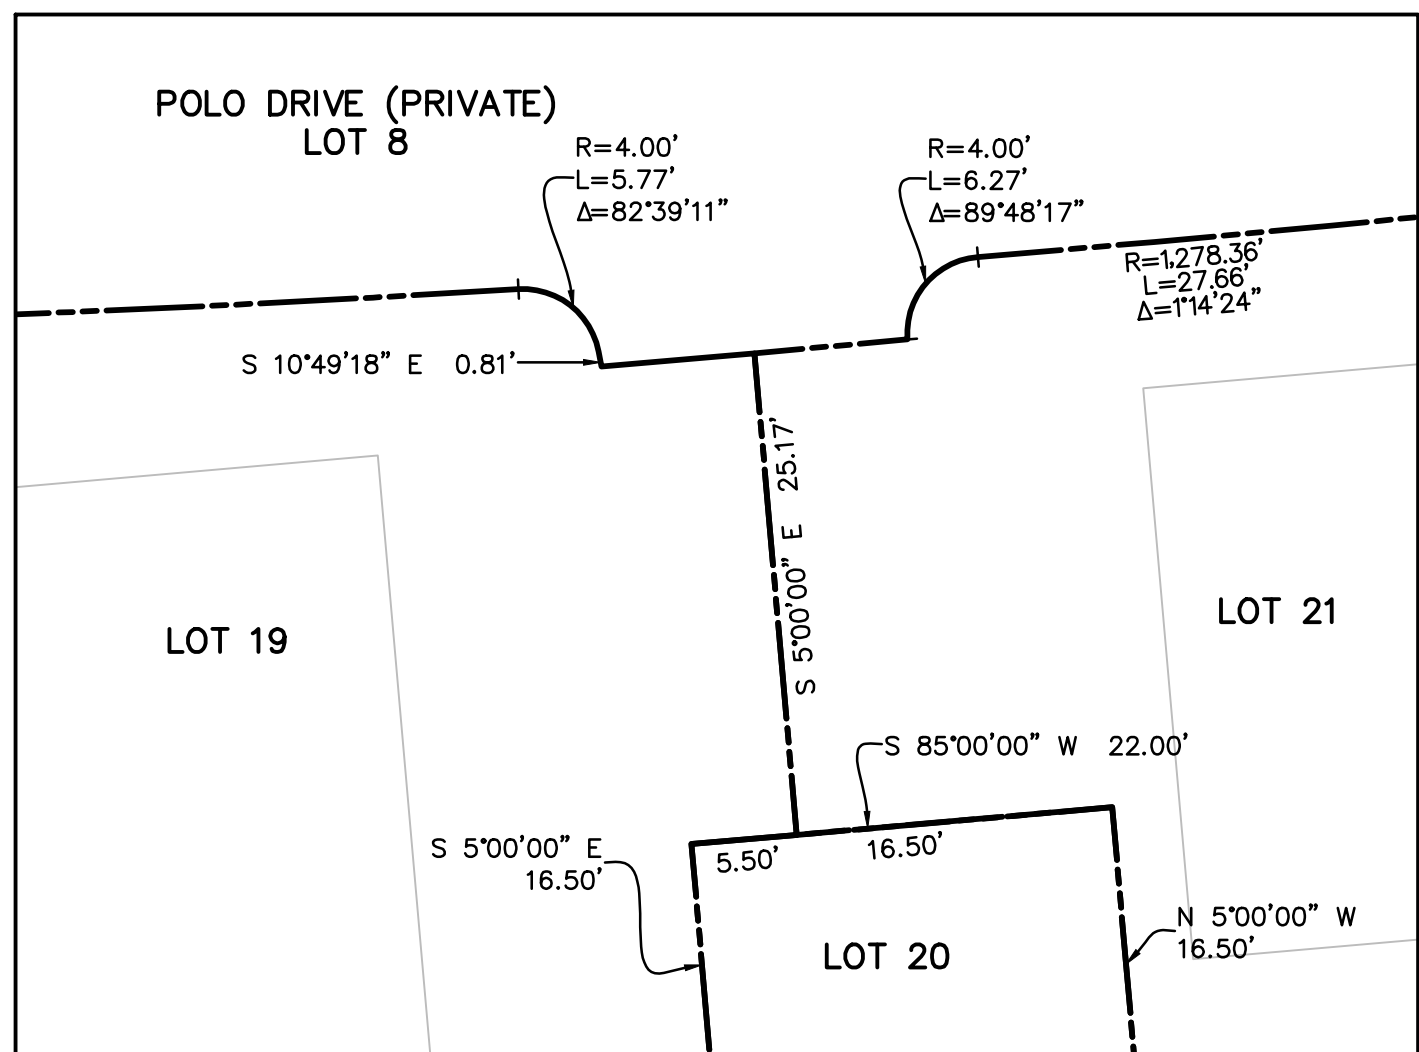 POLO DRIVE (PRIVATE)
LOT 8
R=4.00'
L=5.77'
Δ=82°39'11"
R=4.00'
L=6.27'
Δ=89°48'17"
R=1,278.36'
L=27.66'
Δ=1°14'24"
S 10°49'18" E 0.81'
S 5°00'00" E 25.17'
LOT 19
LOT 21
S 85°00'00" W 22.00'
S 5°00'00" E
16.50'
5.50'
16.50'
N 5°00'00" W
16.50'
LOT 20